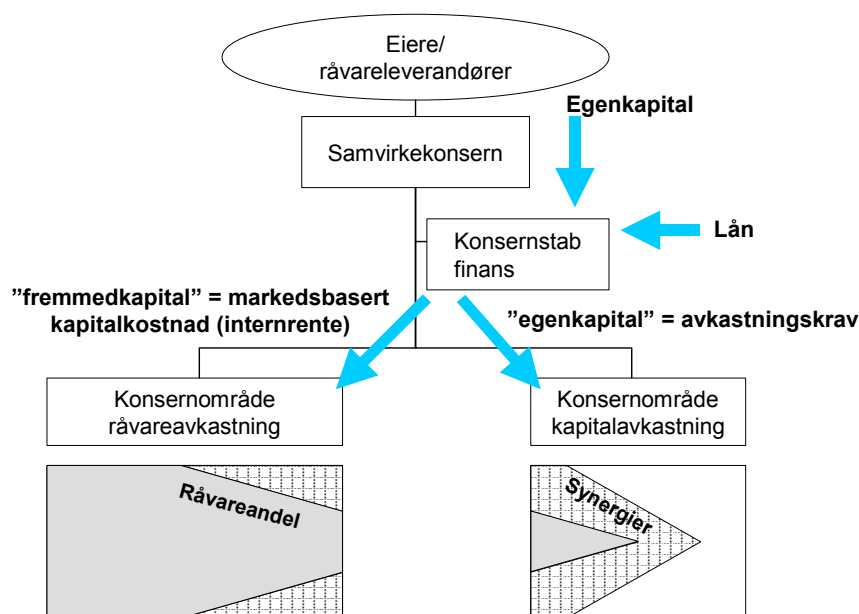 Eiere/
råvareleverandører
Egenkapital
Samvirkekonsern
Lån
Konsernstab
finans
”fremmedkapital” = markedsbasert
kapitalkostnad (internrente)
”egenkapital” = avkastningskrav
Konsernområde
råvareavkastning
Konsernområde
kapitalavkastning
Råvareandel
Synergier